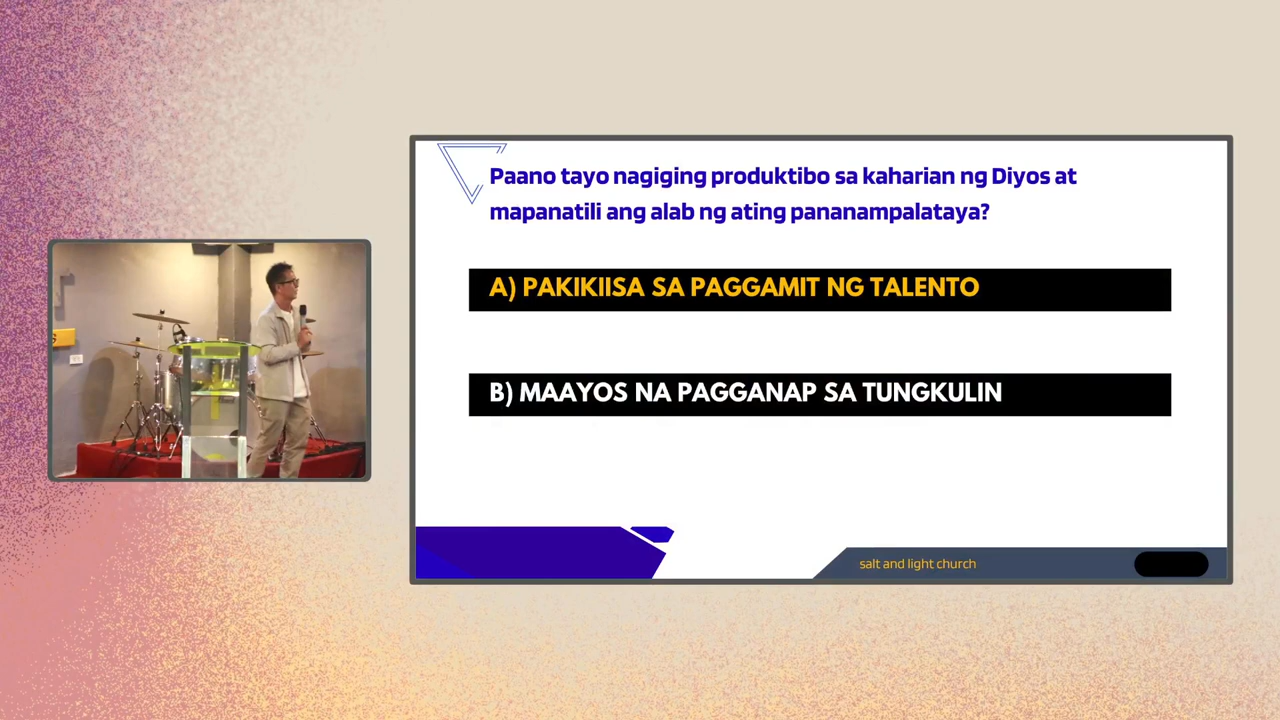 Paano tayo nagiging produktibo sa kaharian ng Diyos at
mapanatili ang alab ng ating pananampalataya?
A) PAKIKIISA SA PAGGAMIT NG TALENTO
B) MAAYOS NA PAGGANAP SA TUNGKULIN
salt and light church